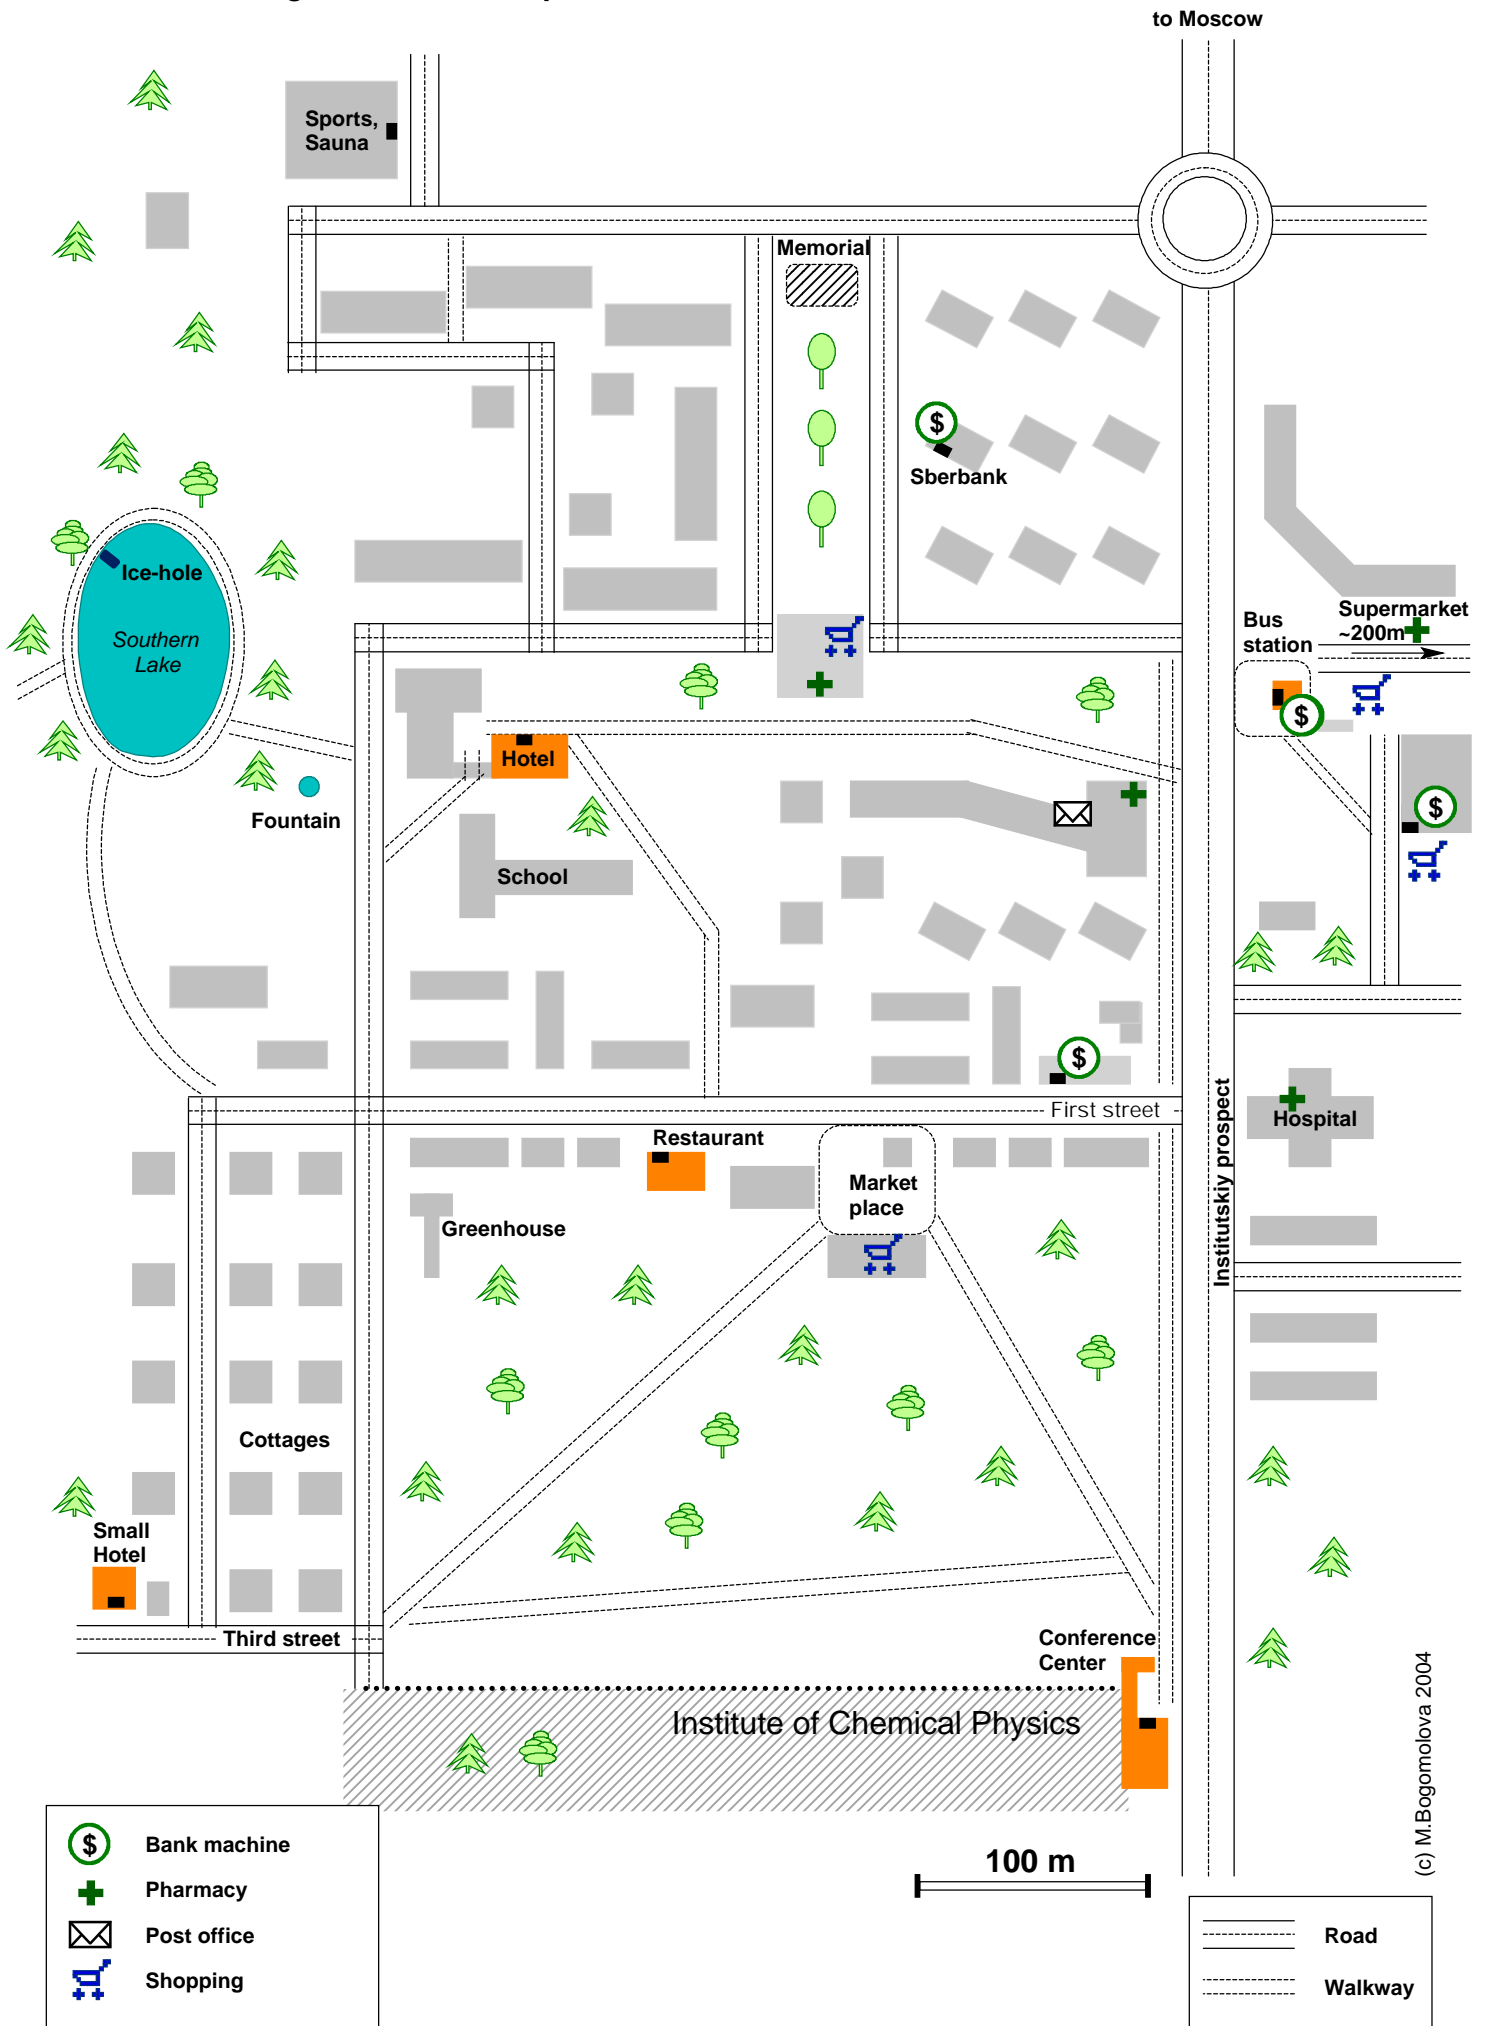 to Moscow
Sports,
Sauna
Memorial
$
Sberbank
Ice-hole
Southern
Lake
Bus
station
Supermarket
~200m
$
Hotel
Fountain
$
School
$
First street
Institutskiy prospect
Hospital
Restaurant
Market
place
Greenhouse
Cottages
Small
Hotel
Third street
Conference
Center
Institute of Chemical Physics
(c) M.Bogomolova 2004
100 m
$ Bank machine
Pharmacy
Post office
Shopping
Road
Walkway